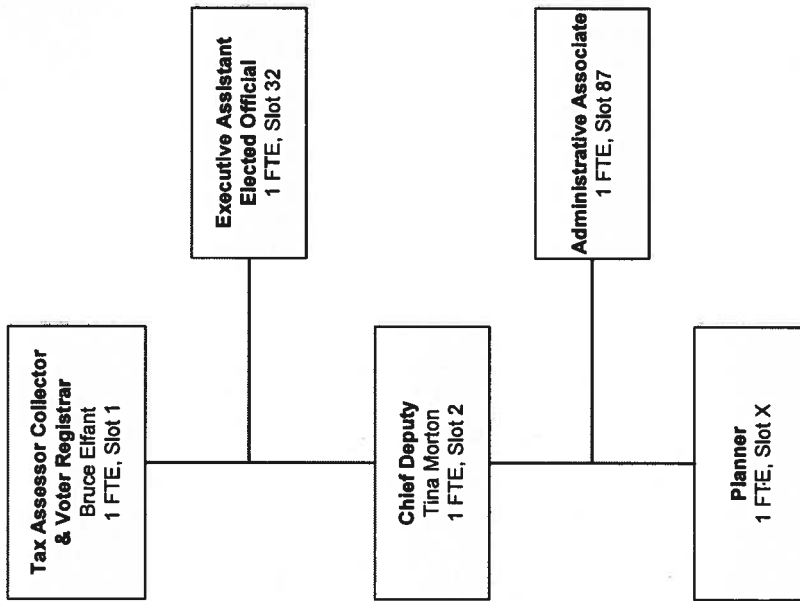 Tax Assessor Collector
& Voter Registrar
Bruce Elfant
1 FTE, Slot 1
Executive Assistant
Elected Official
1 FTE, Slot 32
Chief Deputy
Tina Morton
1 FTE, Slot 2
Administrative Associate
1 FTE, Slot 87
Planner
1 FTE, Slot X